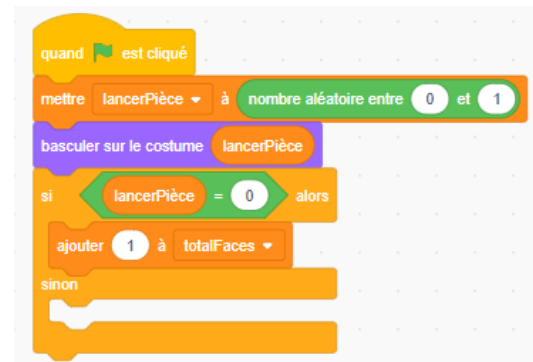 quand est cliqué
mettre lancerPièce à nombre aléatoire entre 0 et 1
basculer sur le costume lancerPièce
si lancerPièce = 0 alors
ajouter 1 à totalFaces
sinon